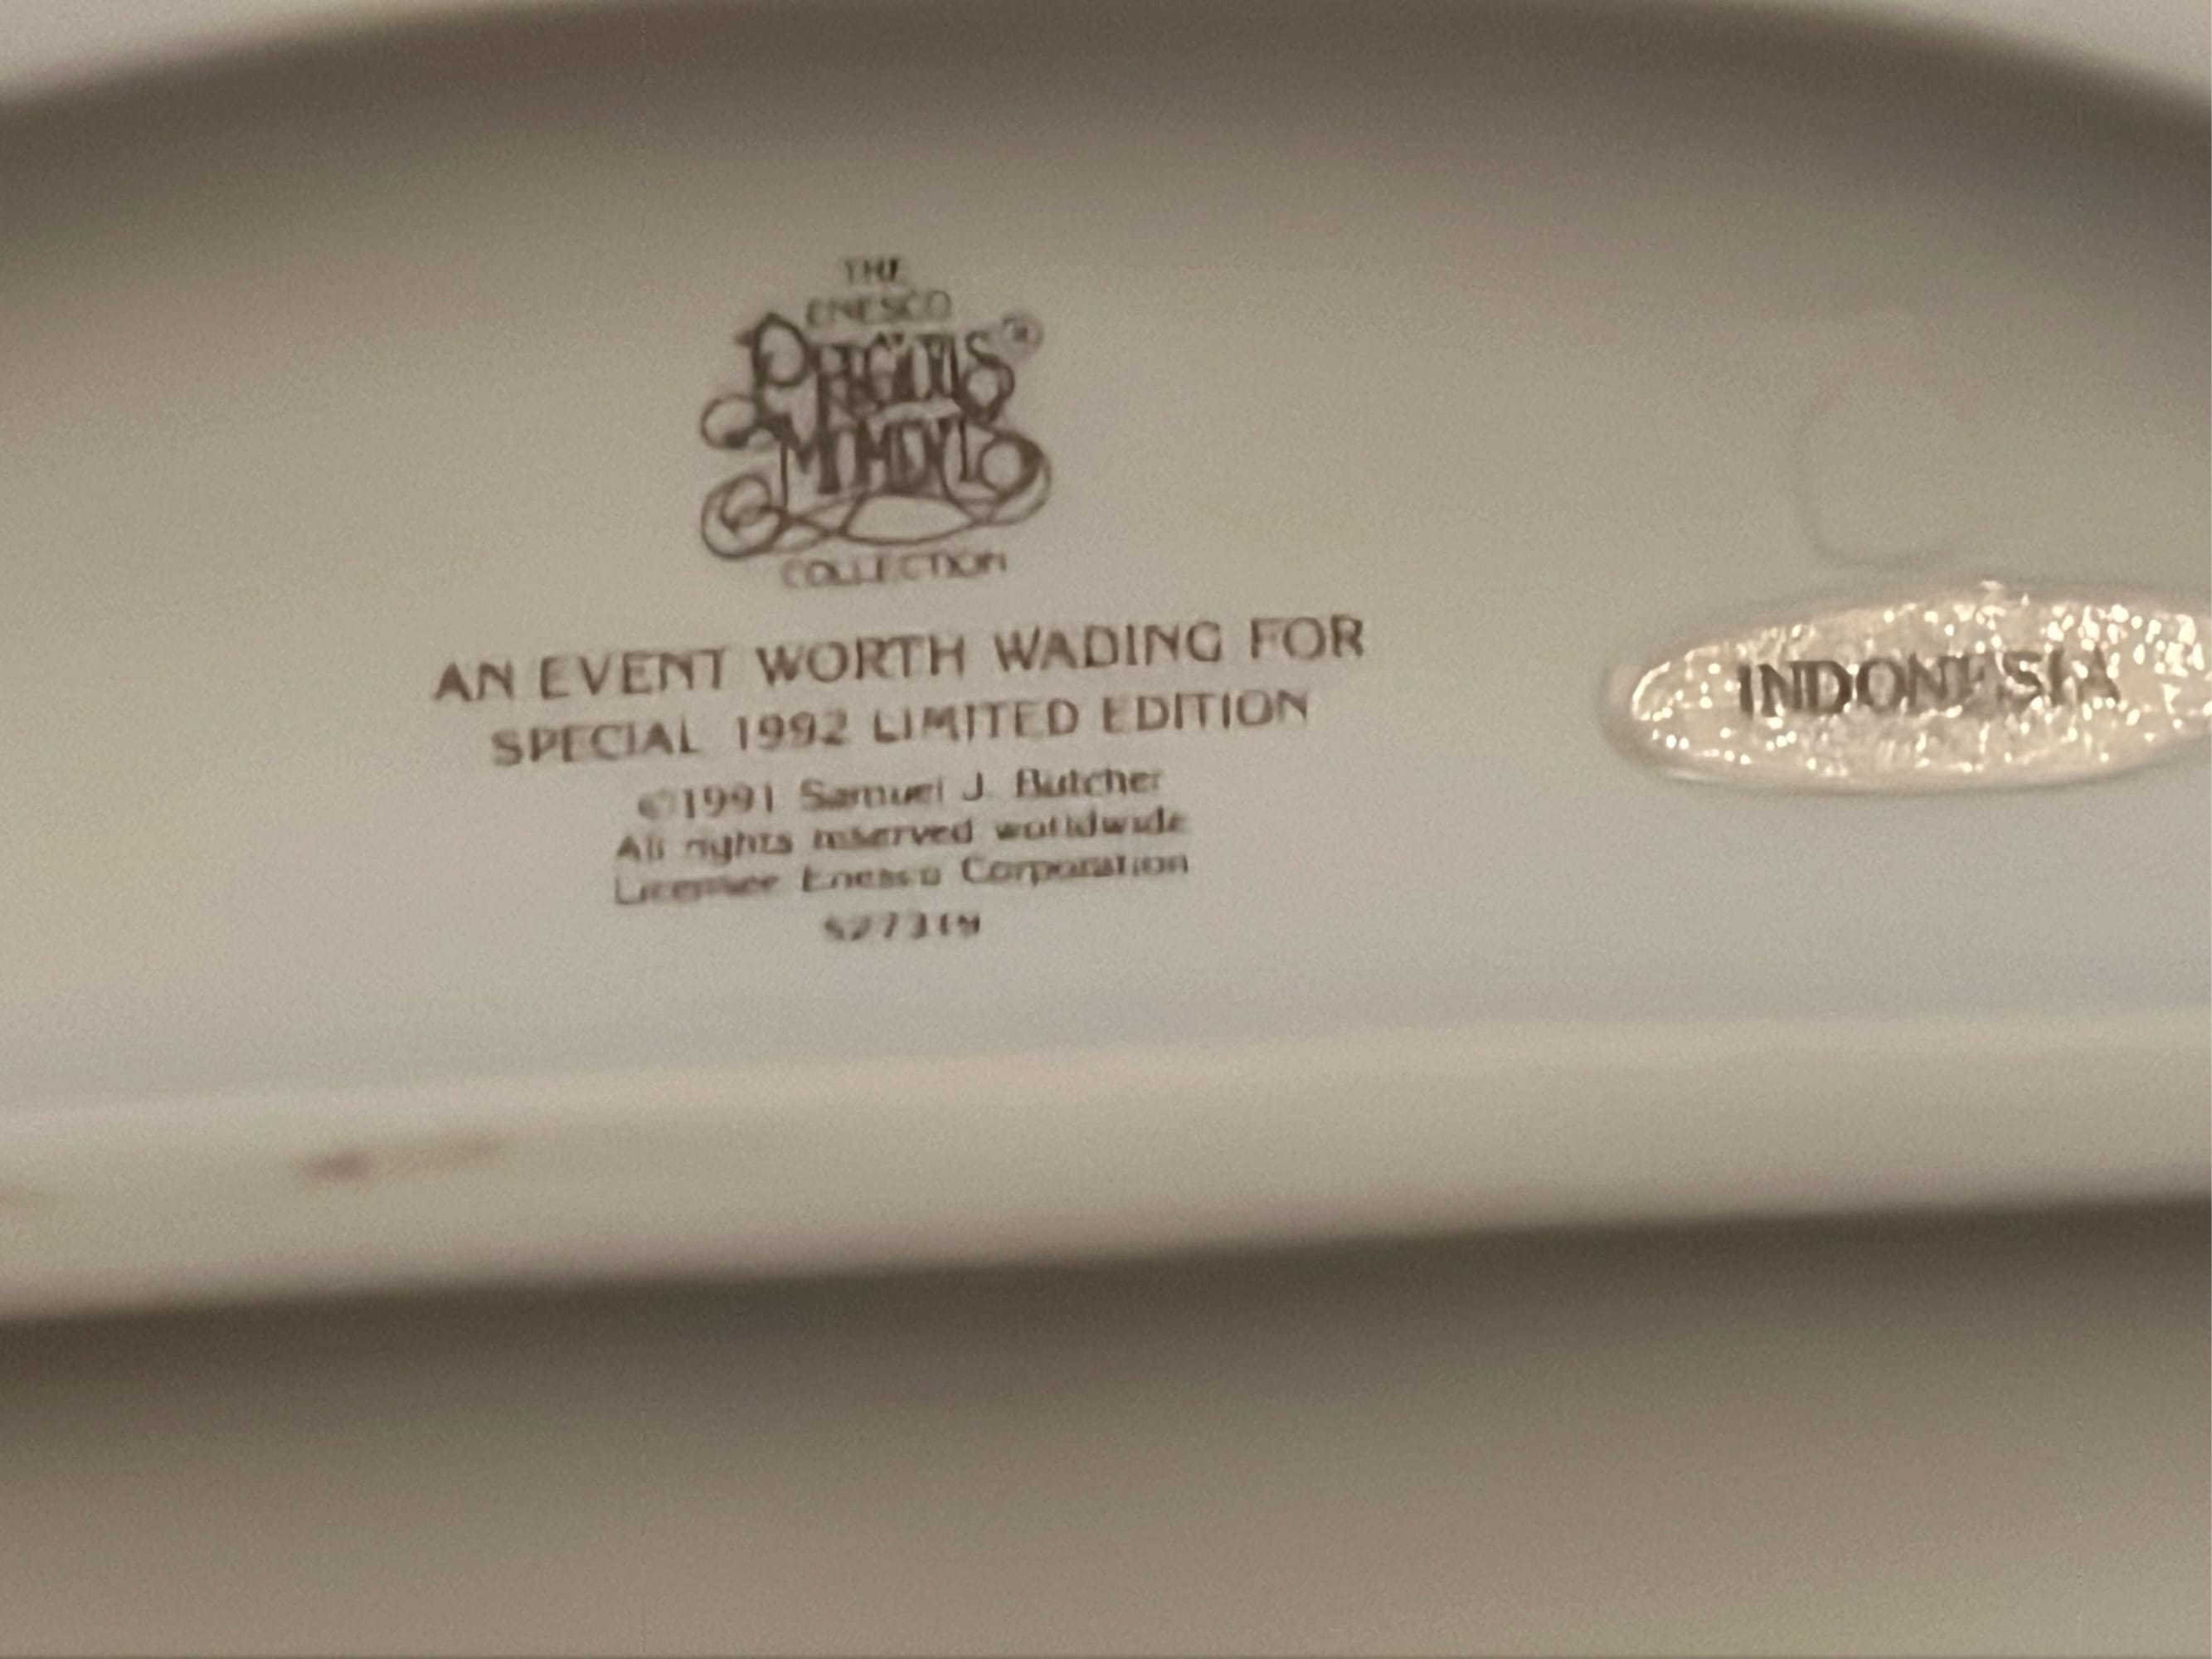 THE
ENESCO
PRECIOUS ®
MOMENTS
COLLECTION
AN EVENT WORTH WADING FOR
SPECIAL 1992 LIMITED EDITION
©1991 Samuel J. Butcher
All rights reserved worldwide
Licensee Enesco Corporation
527319
INDONESIA